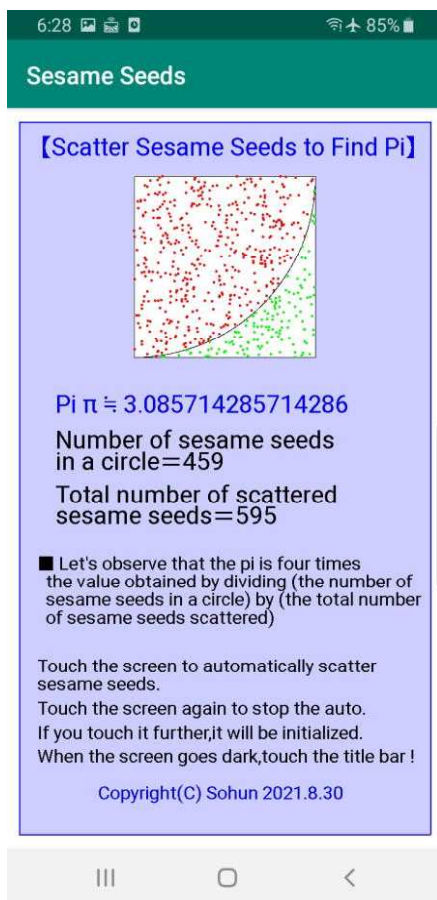 6:28 85%
Sesame Seeds
【Scatter Sesame Seeds to Find Pi】
Pi π ≒ 3.085714285714286
Number of sesame seeds
in a circle＝459
Total number of scattered
sesame seeds＝595
■ Let's observe that the pi is four times
the value obtained by dividing (the number of
sesame seeds in a circle) by (the total number
of sesame seeds scattered)
Touch the screen to automatically scatter
sesame seeds.
Touch the screen again to stop the auto.
If you touch it further,it will be initialized.
When the screen goes dark,touch the title bar !
Copyright(C) Sohun 2021.8.30